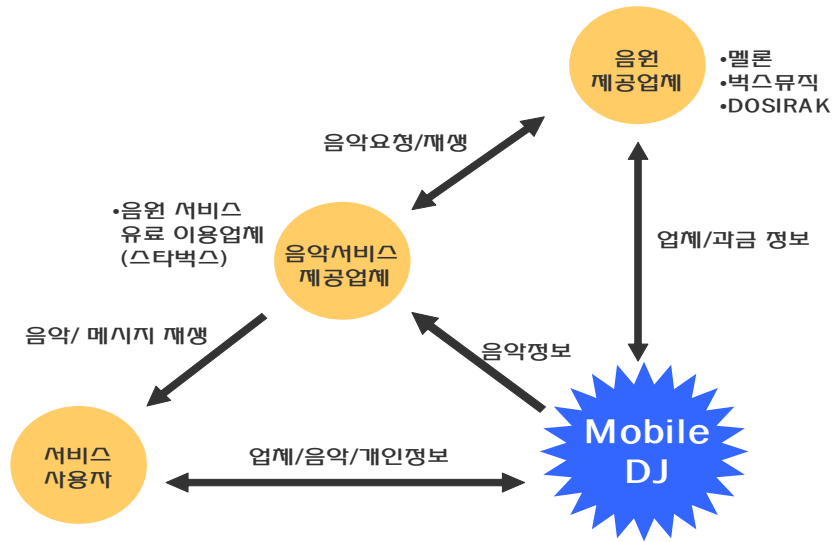 음원
제공업체
•멜론
•벅스뮤직
•DOSIRAK
음악요청/재생
•음원 서비스
유료 이용업체
(스타벅스)
음악서비스
제공업체
업체/과금 정보
음악/ 메시지 재생
음악정보
서비스
사용자
업체/음악/개인정보
Mobile
DJ